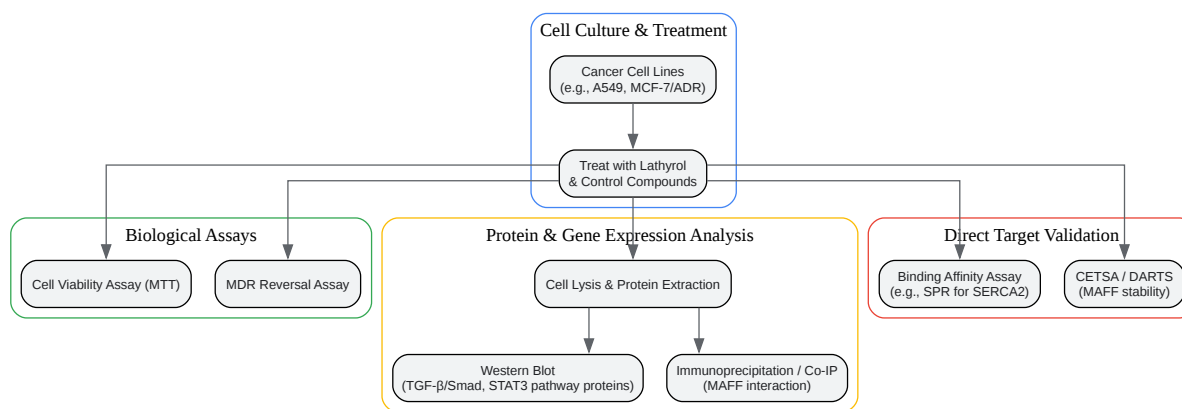 Cell Culture & Treatment
Cancer Cell Lines
(e.g., A549, MCF-7/ADR)
Treat with Lathyrol
& Control Compounds
Biological Assays
Cell Viability Assay (MTT)
MDR Reversal Assay
Protein & Gene Expression Analysis
Cell Lysis & Protein Extraction
Western Blot
(TGF-β/Smad, STAT3 pathway proteins)
Immunoprecipitation / Co-IP
(MAFF interaction)
Direct Target Validation
Binding Affinity Assay
(e.g., SPR for SERCA2)
CETSA / DARTS
(MAFF stability)